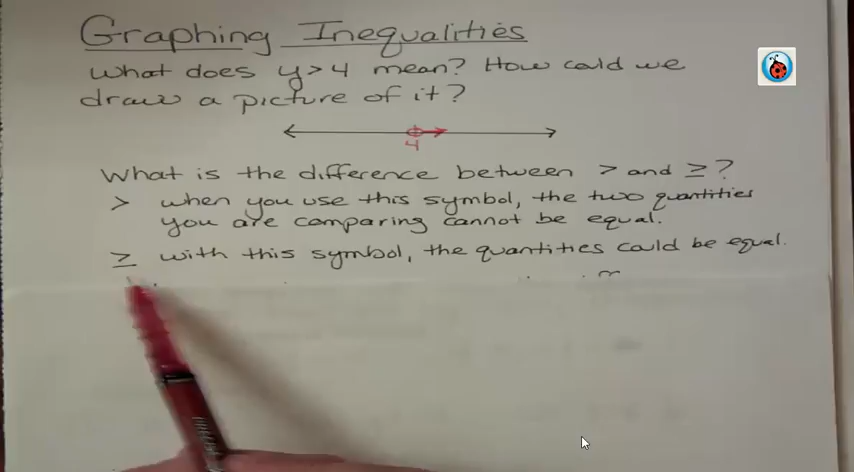 Graphing Inequalities
What does y > 4 mean? How could we
draw a picture of it?
4
What is the difference between > and ≥?
> when you use this symbol, the two quantities
you are comparing cannot be equal.
≥ with this symbol, the quantities could be equal.